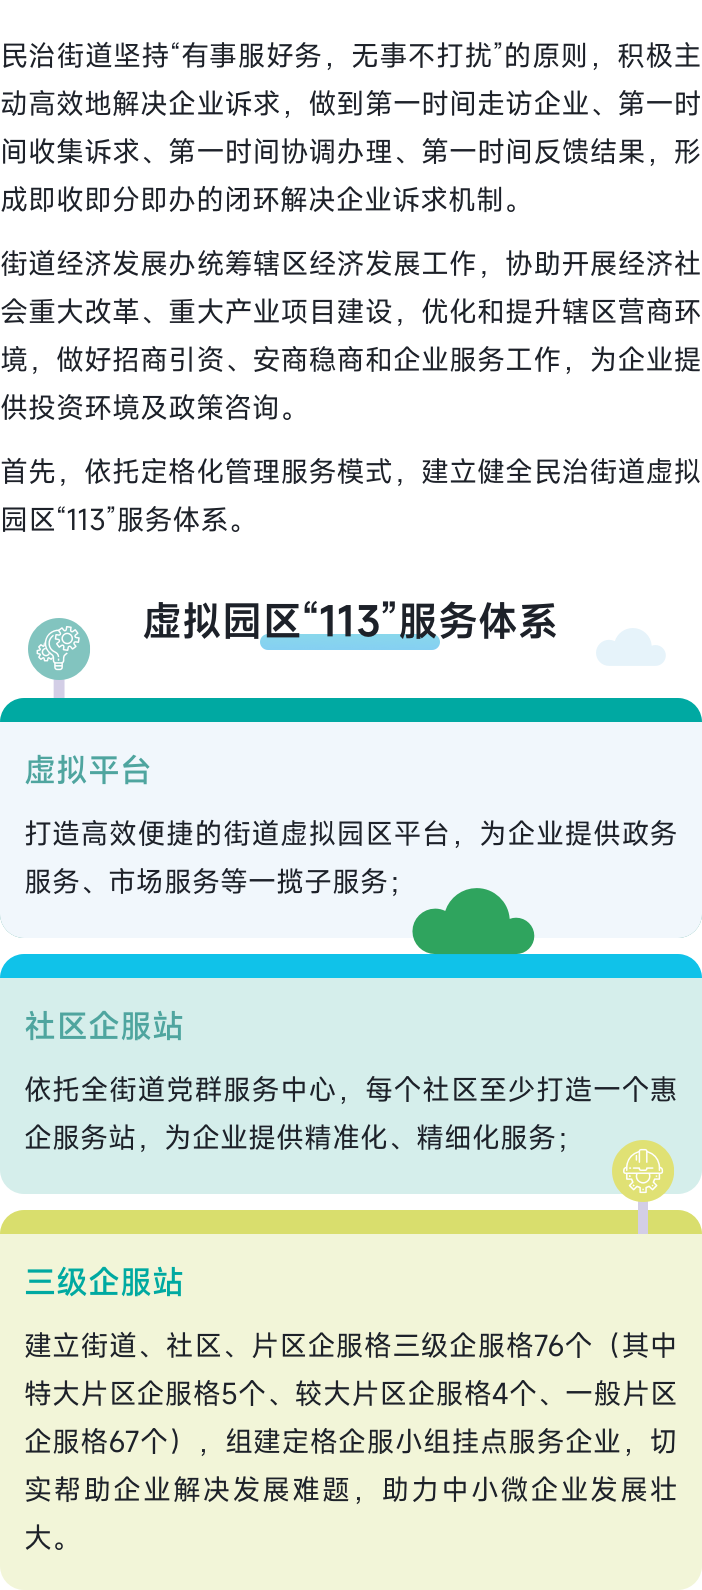 民治街道坚持“有事服好务，无事不打扰”的原则，积极主
动高效地解决企业诉求，做到第一时间走访企业、第一时
间收集诉求、第一时间协调办理、第一时间反馈结果，形
成即收即分即办的闭环解决企业诉求机制。
街道经济发展办统筹辖区经济发展工作，协助开展经济社
会重大改革、重大产业项目建设，优化和提升辖区营商环
境，做好招商引资、安商稳商和企业服务工作，为企业提
供投资环境及政策咨询。
首先，依托定格化管理服务模式，建立健全民治街道虚拟
园区“113”服务体系。
虚拟园区“113”服务体系
虚拟平台
打造高效便捷的街道虚拟园区平台，为企业提供政务
服务、市场服务等一揽子服务；
社区企服站
依托全街道党群服务中心，每个社区至少打造一个惠
企服务站，为企业提供精准化、精细化服务；
三级企服站
建立街道、社区、片区企服格三级企服格76个（其中
特大片区企服格5个、较大片区企服格4个、一般片区
企服格67个），组建定格企服小组挂点服务企业，切
实帮助企业解决发展难题，助力中小微企业发展壮
大。